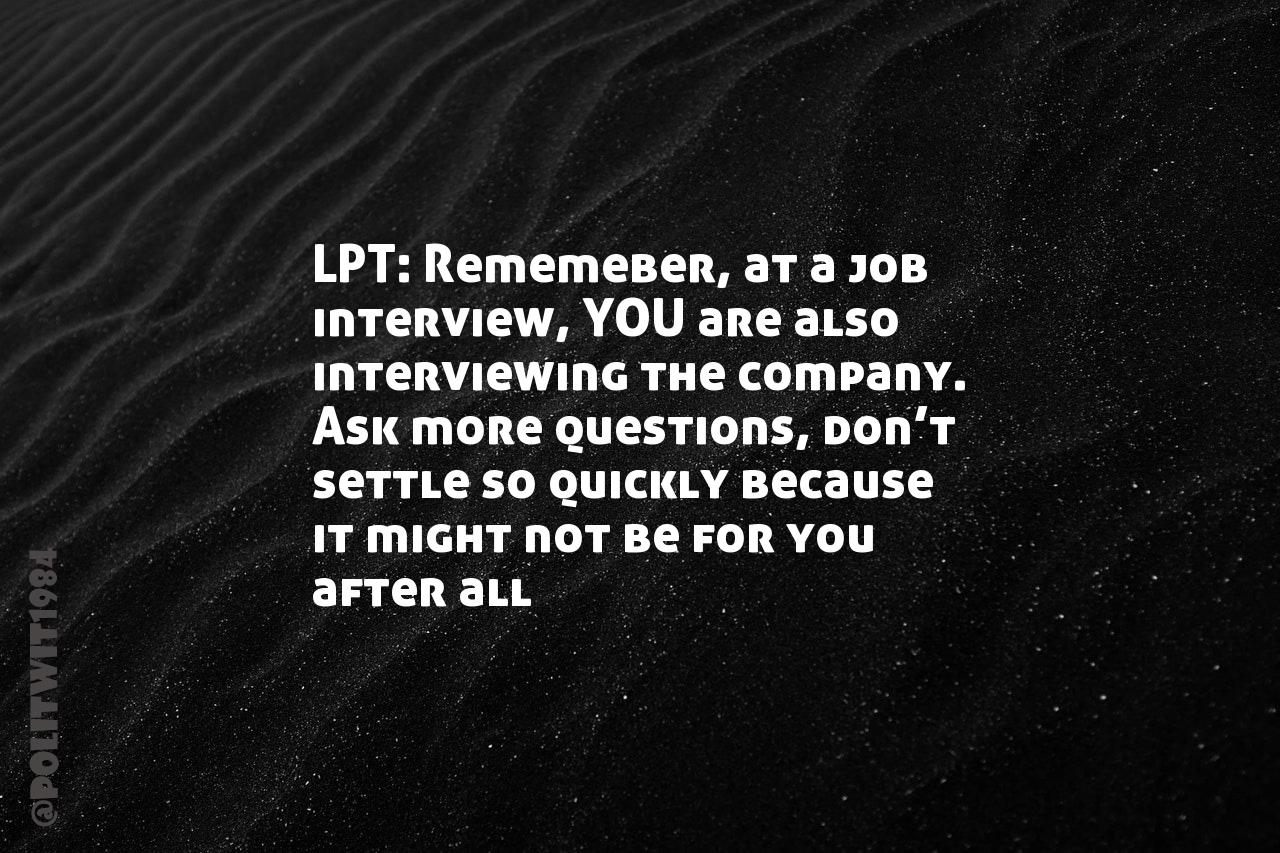 LPT: Rememeber, at a job
interview, YOU are also
interviewing the company.
Ask more questions, don't
settle so quickly because
it might not be for you
after all
@POLITWIT1984